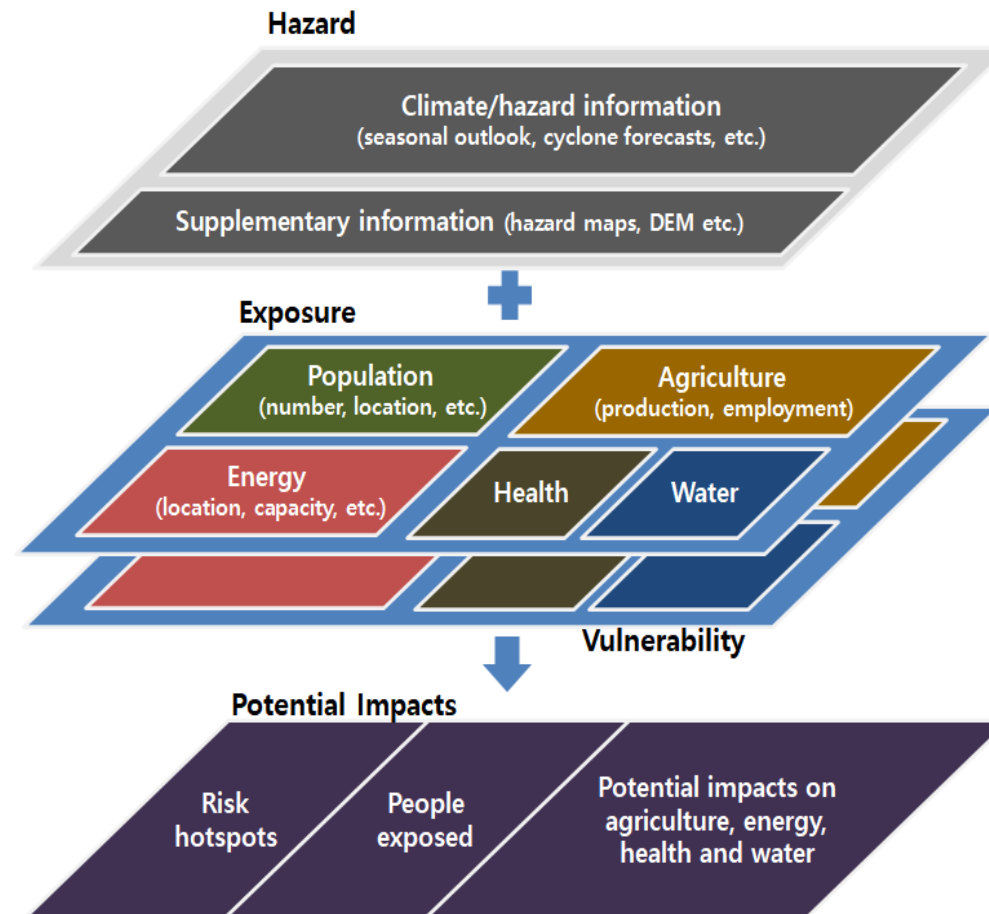 Hazard
Climate/hazard information
(seasonal outlook, cyclone forecasts, etc.)
Supplementary information (hazard maps, DEM etc.)
Exposure
Population
(number, location, etc.)
Agriculture
(production, employment)
Energy
(location, capacity, etc.)
Health
Water
Vulnerability
Potential Impacts
Risk
hotspots
People
exposed
Potential impacts on
agriculture, energy,
health and water